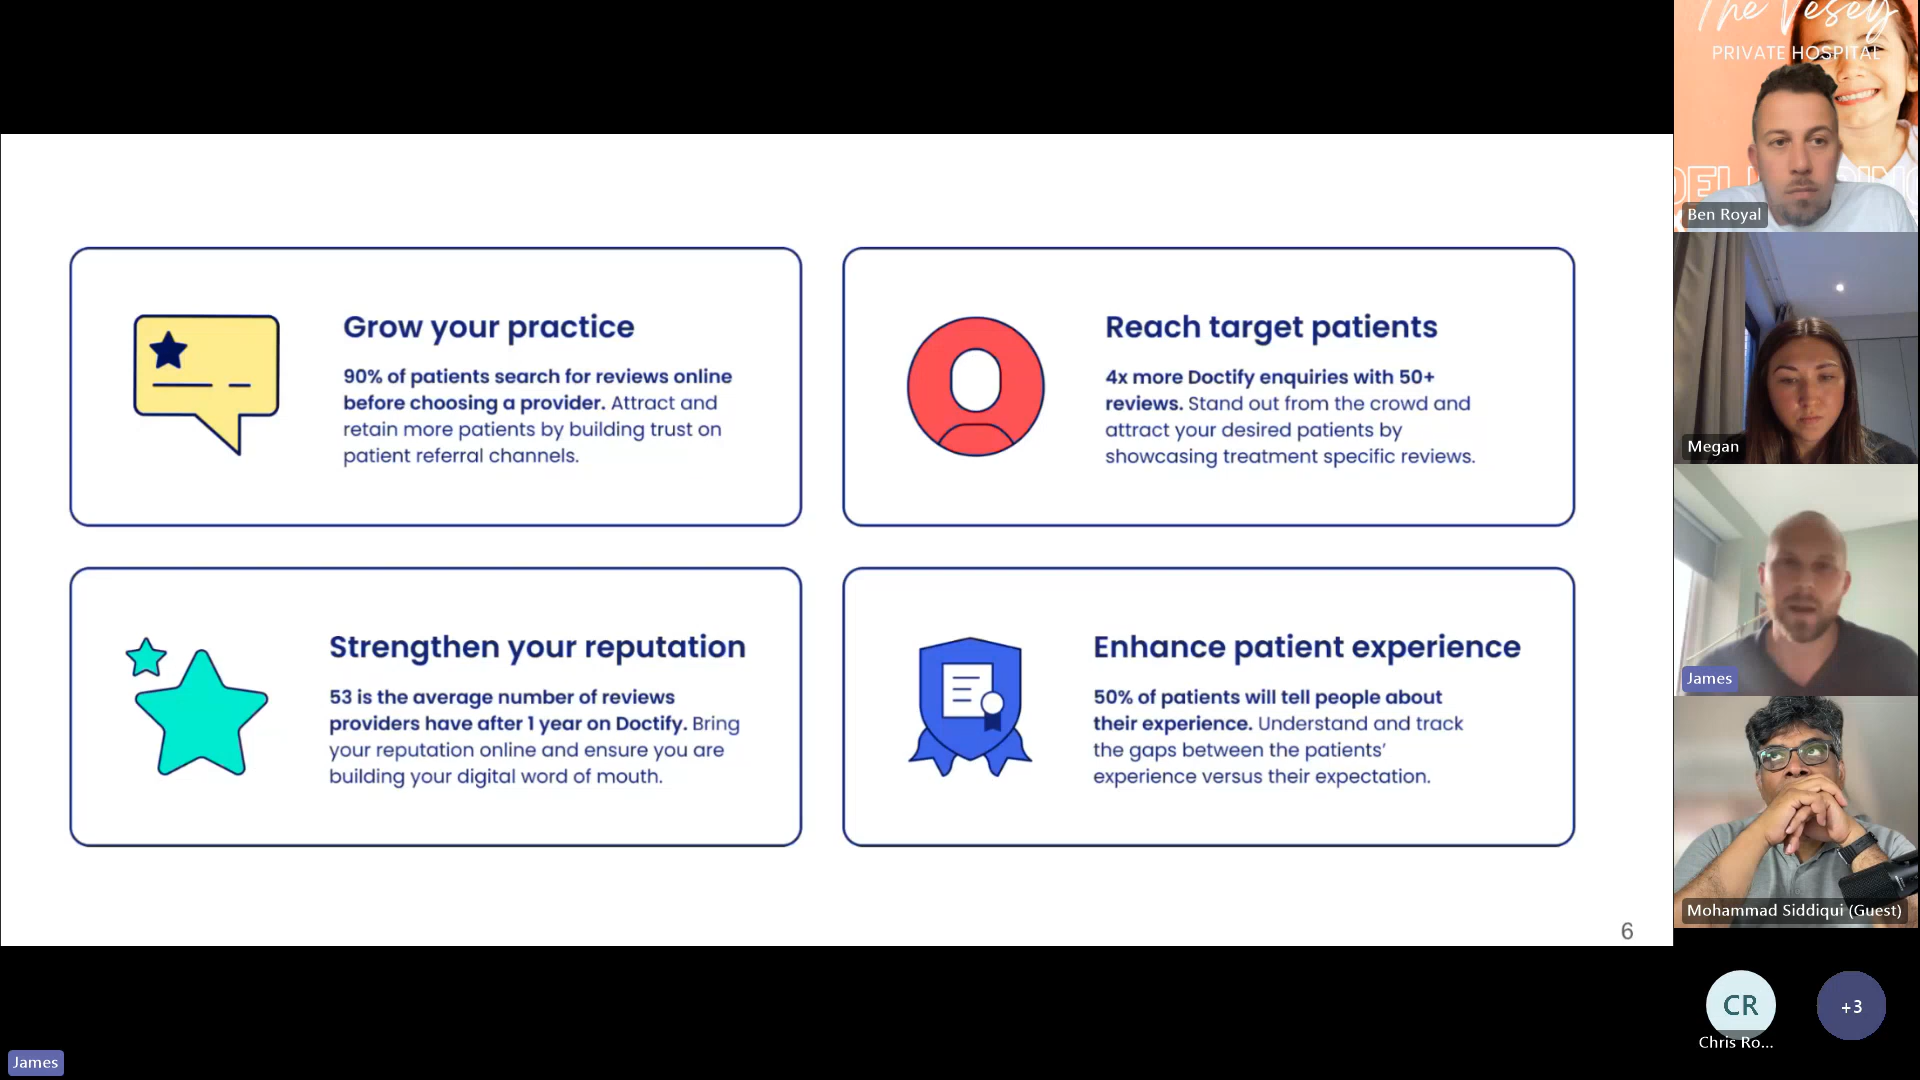 Grow your practice
90% of patients search for reviews online
before choosing a provider. Attract and
retain more patients by building trust on
patient referral channels.
Reach target patients
4x more Doctify enquiries with 50+
reviews. Stand out from the crowd and
attract your desired patients by
showcasing treatment specific reviews.
Strengthen your reputation
53 is the average number of reviews
providers have after 1 year on Doctify. Bring
your reputation online and ensure you are
building your digital word of mouth.
Enhance patient experience
50% of patients will tell people about
their experience. Understand and track
the gaps between the patients’
experience versus their expectation.
6
The Vesey
PRIVATE HOSPITAL
Ben Royal
Megan
James
Mohammad Siddiqui (Guest)
CR
+3
Chris Ro...
James